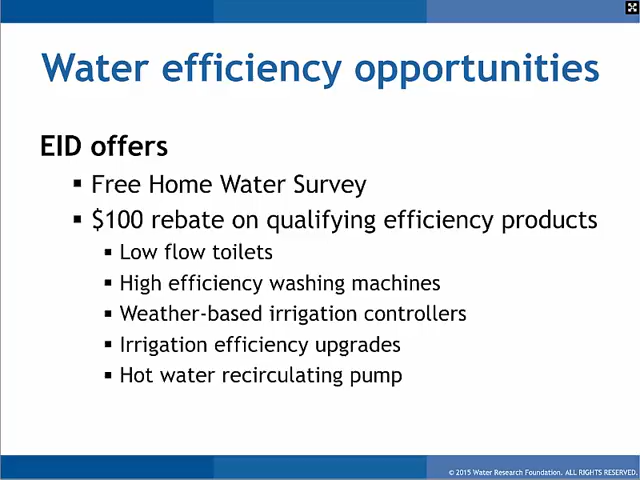 Water efficiency opportunities
EID offers
▪ Free Home Water Survey
▪ $100 rebate on qualifying efficiency products
▪ Low flow toilets
▪ High efficiency washing machines
▪ Weather-based irrigation controllers
▪ Irrigation efficiency upgrades
▪ Hot water recirculating pump
© 2015 Water Research Foundation. ALL RIGHTS RESERVED.